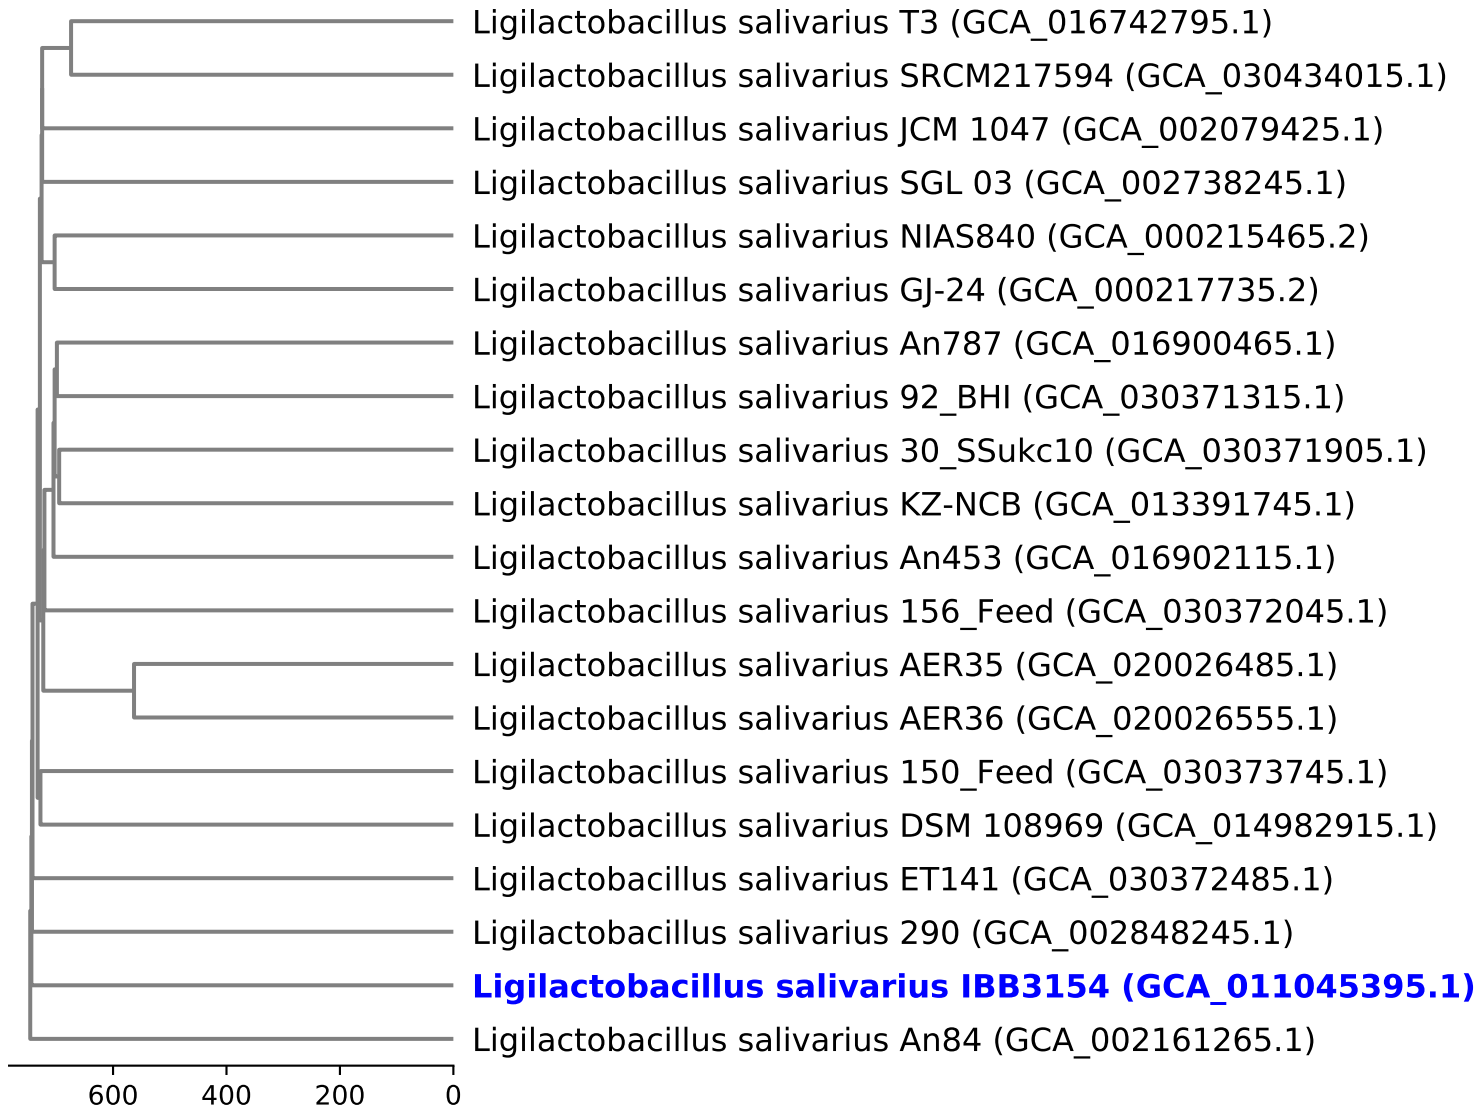 Ligilactobacillus salivarius T3 (GCA_016742795.1)
Ligilactobacillus salivarius SRCM217594 (GCA_030434015.1)
Ligilactobacillus salivarius JCM 1047 (GCA_002079425.1)
Ligilactobacillus salivarius SGL 03 (GCA_002738245.1)
Ligilactobacillus salivarius NIAS840 (GCA_000215465.2)
Ligilactobacillus salivarius GJ-24 (GCA_000217735.2)
Ligilactobacillus salivarius An787 (GCA_016900465.1)
Ligilactobacillus salivarius 92_BHI (GCA_030371315.1)
Ligilactobacillus salivarius 30_SSukc10 (GCA_030371905.1)
Ligilactobacillus salivarius KZ-NCB (GCA_013391745.1)
Ligilactobacillus salivarius An453 (GCA_016902115.1)
Ligilactobacillus salivarius 156_Feed (GCA_030372045.1)
Ligilactobacillus salivarius AER35 (GCA_020026485.1)
Ligilactobacillus salivarius AER36 (GCA_020026555.1)
Ligilactobacillus salivarius 150_Feed (GCA_030373745.1)
Ligilactobacillus salivarius DSM 108969 (GCA_014982915.1)
Ligilactobacillus salivarius ET141 (GCA_030372485.1)
Ligilactobacillus salivarius 290 (GCA_002848245.1)
Ligilactobacillus salivarius IBB3154 (GCA_011045395.1)
Ligilactobacillus salivarius An84 (GCA_002161265.1)
600 400 200 0